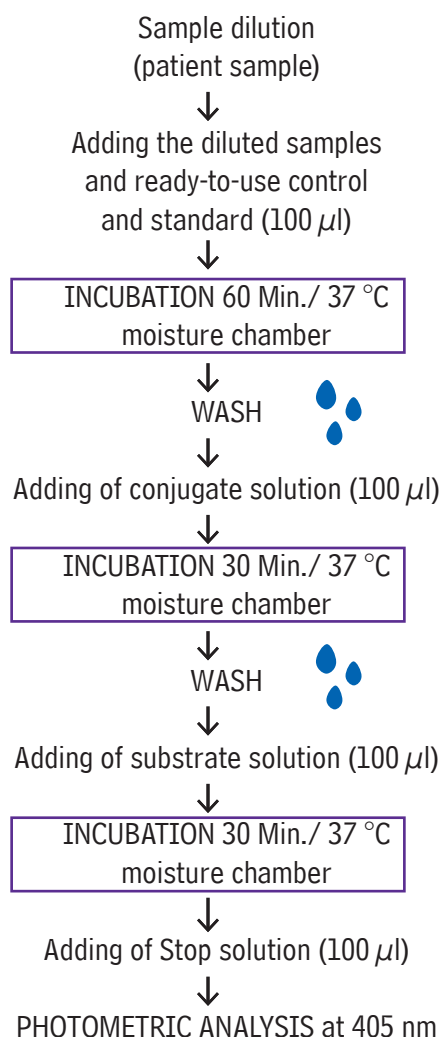 Sample dilution
(patient sample)
Adding the diluted samples
and ready-to-use control
and standard (100 µl)
INCUBATION 60 Min./ 37 °C
moisture chamber
WASH
Adding of conjugate solution (100 µl)
INCUBATION 30 Min./ 37 °C
moisture chamber
WASH
Adding of substrate solution (100 µl)
INCUBATION 30 Min./ 37 °C
moisture chamber
Adding of Stop solution (100 µl)
PHOTOMETRIC ANALYSIS at 405 nm